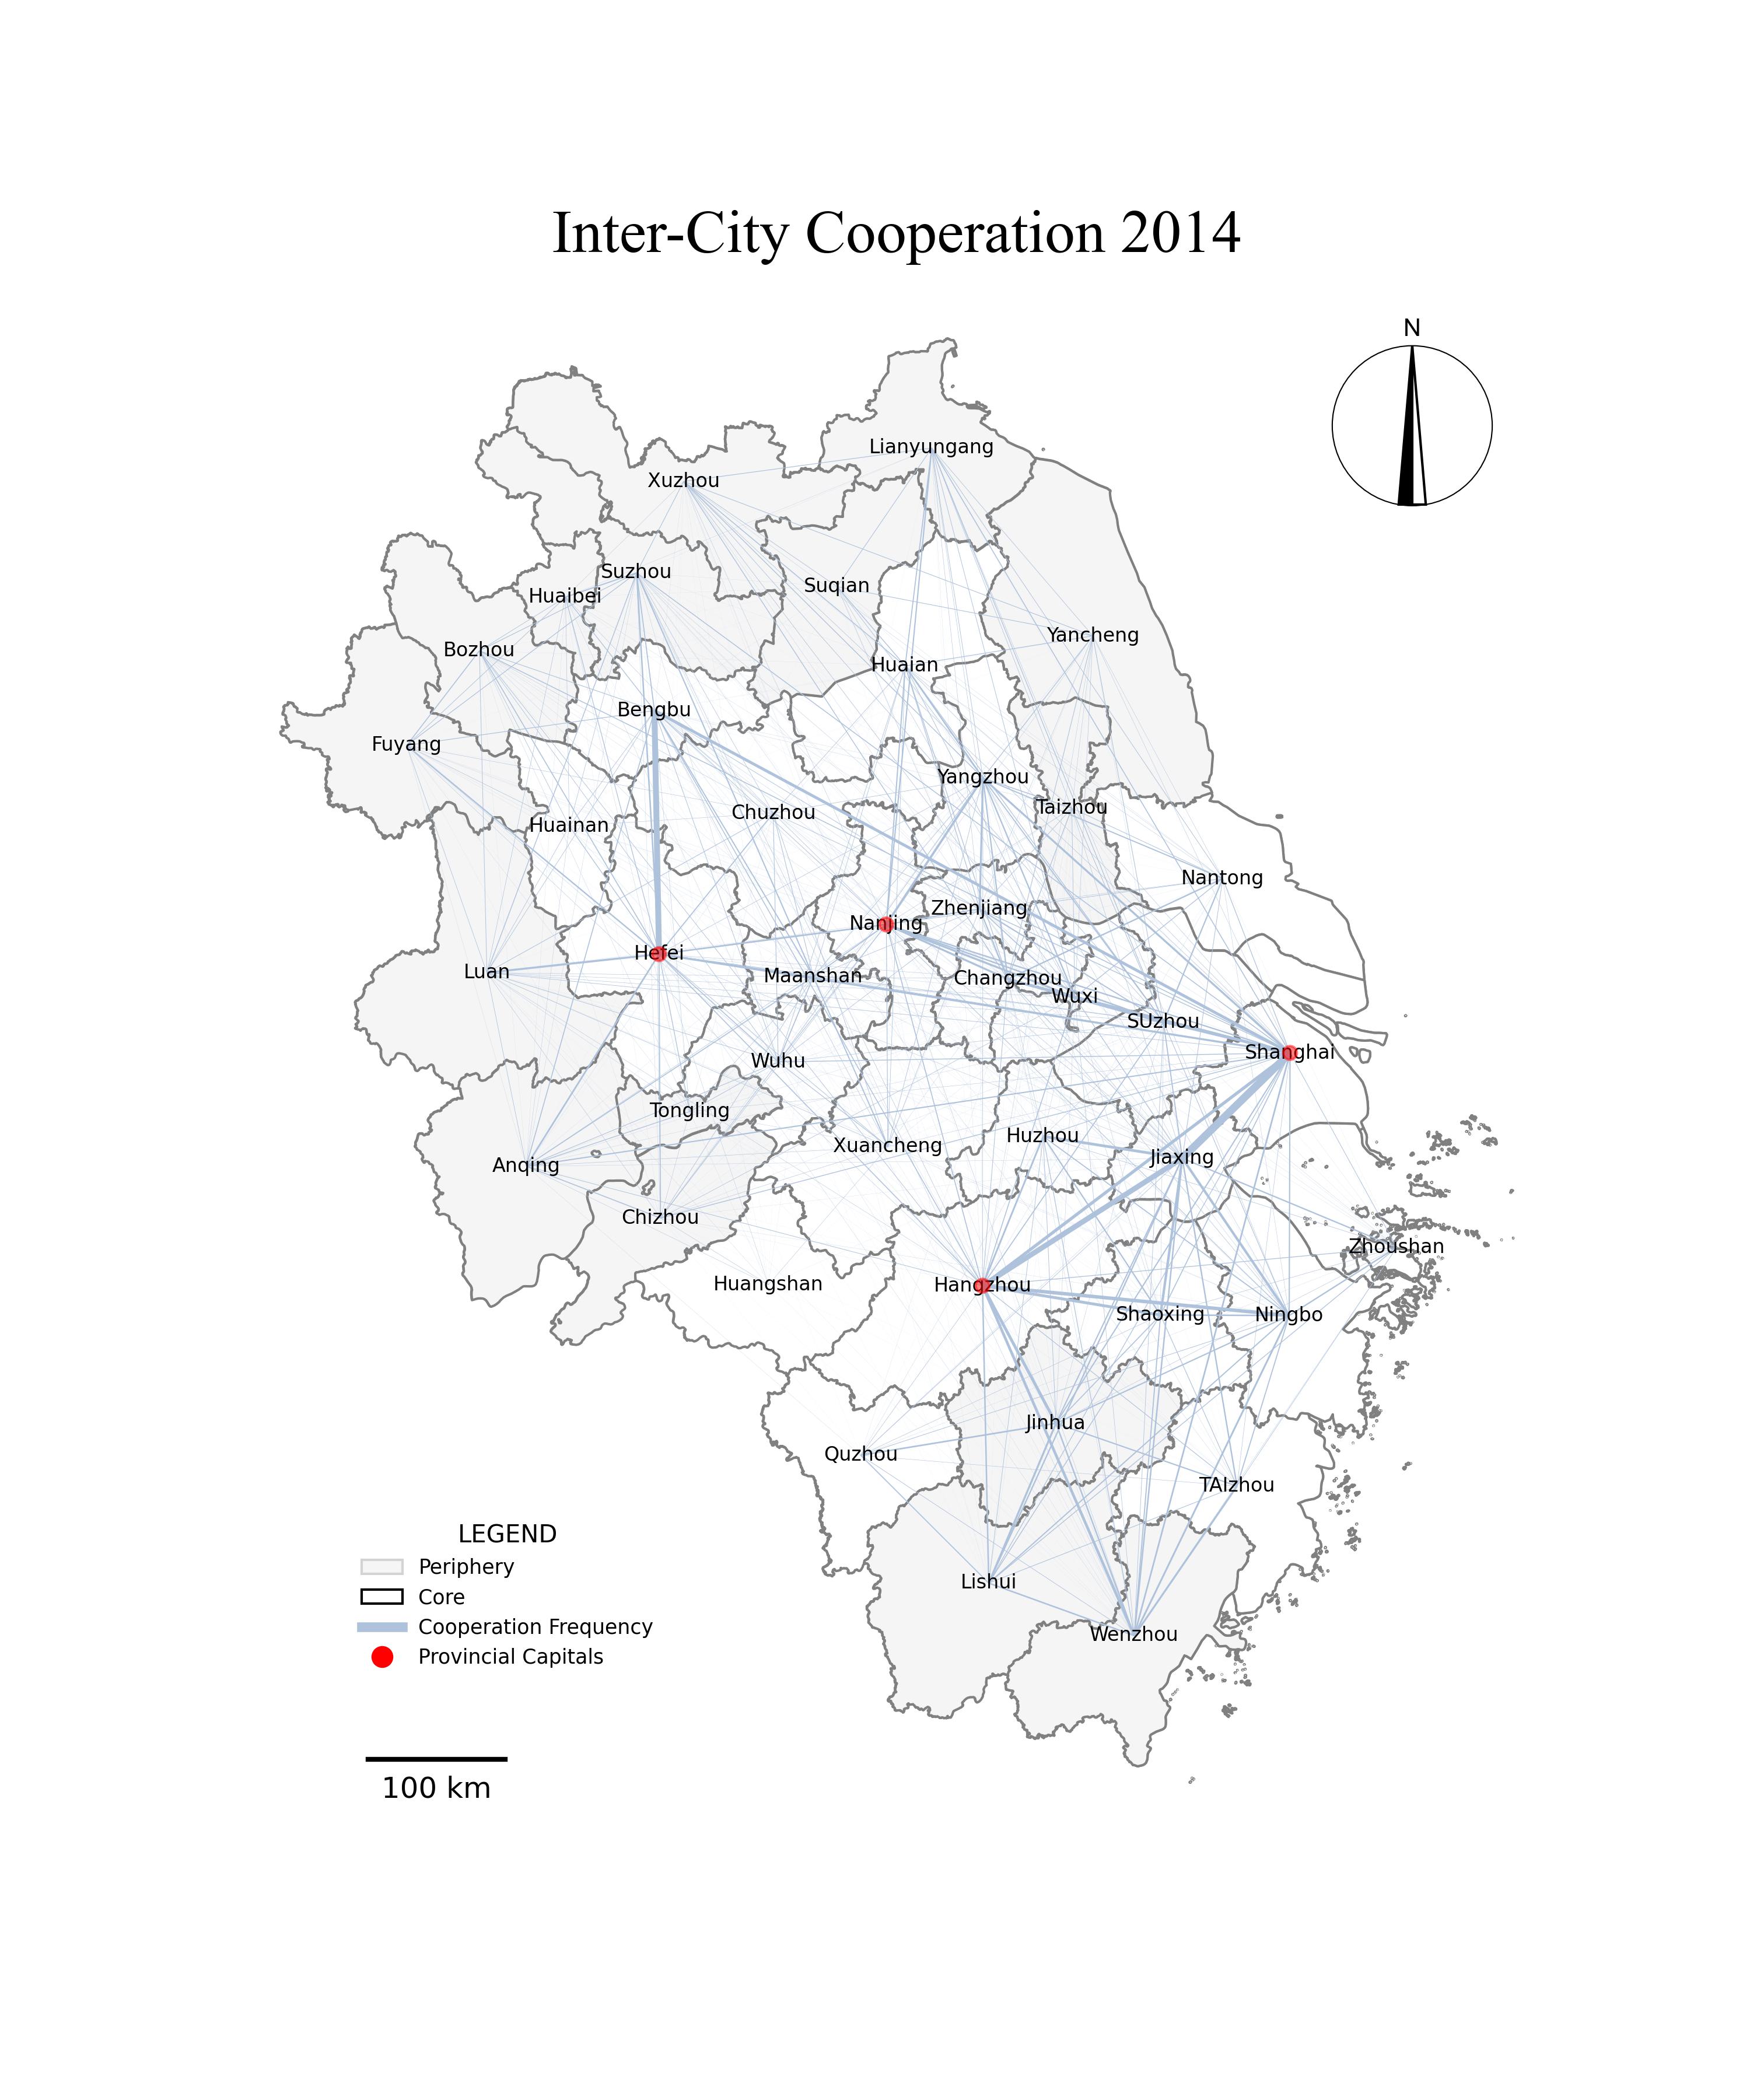 Inter-City Cooperation 2014
N
Lianyungang
Xuzhou
Suzhou
Suqian
Huaibei
Yancheng
Bozhou
Huaian
Bengbu
Fuyang
Yangzhou
Taizhou
Chuzhou
Huainan
Nantong
Zhenjiang
Nanjing
Hefei
Luan
Maanshan
Changzhou
Wuxi
SUzhou
Shanghai
Wuhu
Tongling
Huzhou
Xuancheng
Jiaxing
Anqing
Chizhou
Zhoushan
Huangshan
Hangzhou
Shaoxing
Ningbo
Jinhua
Quzhou
TAIzhou
Lishui
Wenzhou
LEGEND
Periphery
Core
Cooperation Frequency
Provincial Capitals
100 km